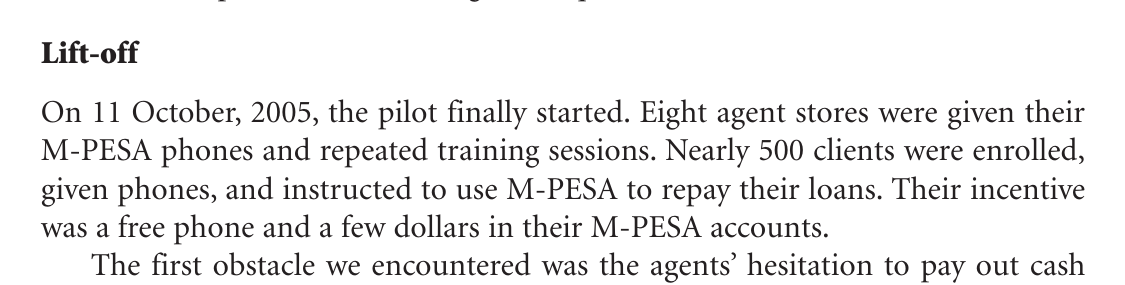 Lift-off
On 11 October, 2005, the pilot finally started. Eight agent stores were given their
M-PESA phones and repeated training sessions. Nearly 500 clients were enrolled,
given phones, and instructed to use M-PESA to repay their loans. Their incentive
was a free phone and a few dollars in their M-PESA accounts.
The first obstacle we encountered was the agents’ hesitation to pay out cash